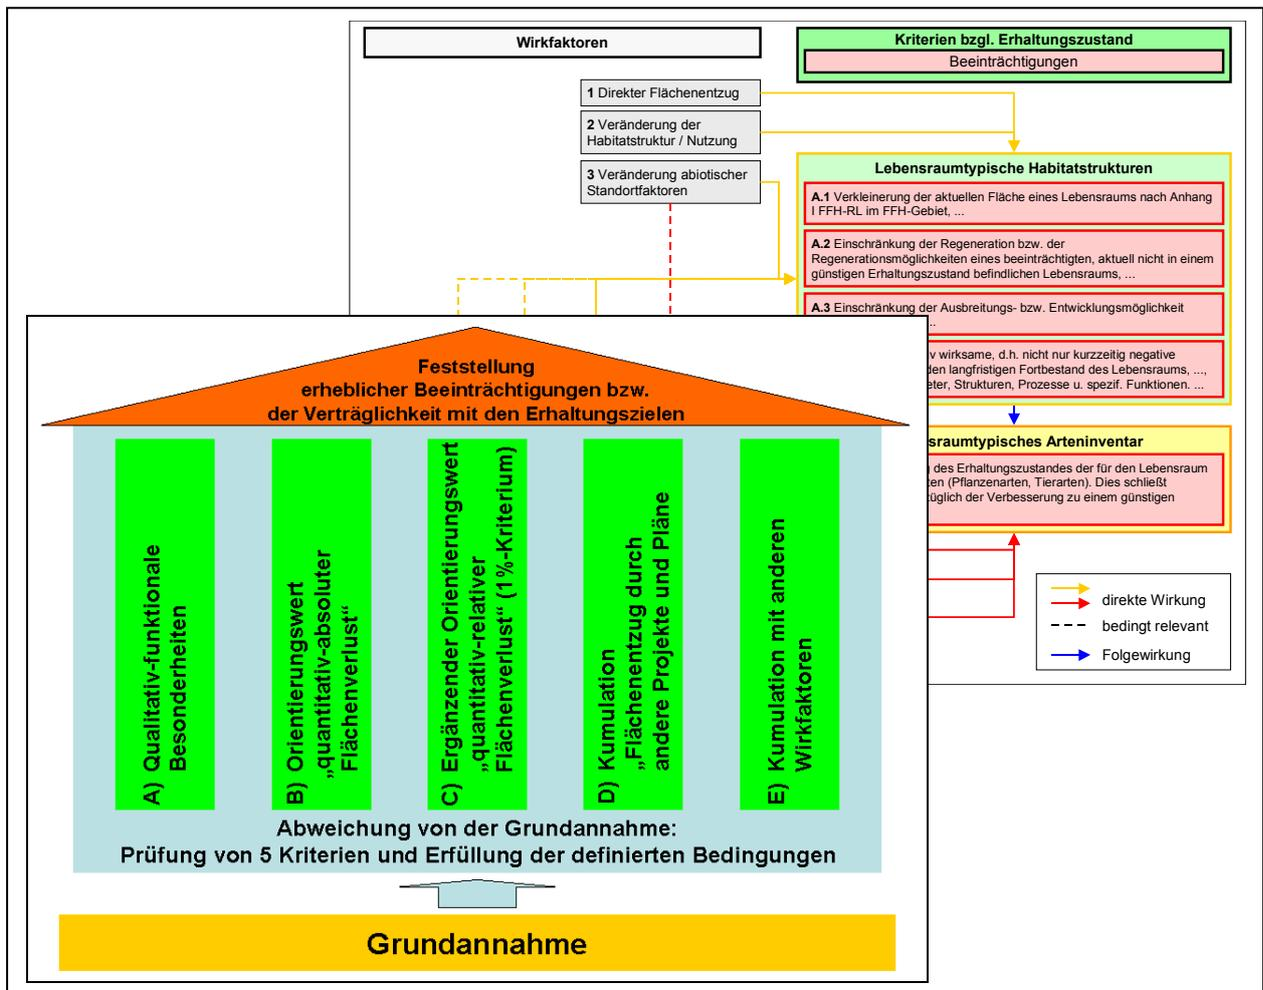 Wirkfaktoren
Kriterien bzgl. Erhaltungszustand
Beeinträchtigungen
1 Direkter Flächenentzug
2 Veränderung der
Habitatstruktur / Nutzung
3 Veränderung abiotischer
Standortfaktoren
Lebensraumtypische Habitatstrukturen
A.1 Verkleinerung der aktuellen Fläche eines Lebensraums nach Anhang
I FFH-RL im FFH-Gebiet, ...
A.2 Einschränkung der Regeneration bzw. der
Regenerationsmöglichkeiten eines beeinträchtigten, aktuell nicht in einem
günstigen Erhaltungszustand befindlichen Lebensraums, ...
A.3 Einschränkung der Ausbreitungs- bzw. Entwicklungsmöglichkeit
wirksame, d.h. nicht nur kurzzeitig negative
den langfristigen Fortbestand des Lebensraums, ...,
Strukturen, Prozesse u. spezif. Funktionen. ...
Arteninventar
des Erhaltungszustandes der für den Lebensraum
(Pflanzenarten, Tierarten). Dies schließt
der Verbesserung zu einem günstigen
direkte Wirkung
bedingt relevant
Folgewirkung
Feststellung
erheblicher Beeinträchtigungen bzw.
der Verträglichkeit mit den Erhaltungszielen
A) Qualitativ-funktionale
Besonderheiten
B) Orientierungswert
„quantitativ-absoluter
Flächenverlust“
C) Ergänzender Orientierungswert
„quantitativ-relativer
Flächenverlust“ (1%-Kriterium)
D) Kumulation
„Flächenentzug durch
andere Projekte und Pläne
E) Kumulation mit anderen
Wirkfaktoren
Abweichung von der Grundannahme:
Prüfung von 5 Kriterien und Erfüllung der definierten Bedingungen
Grundannahme